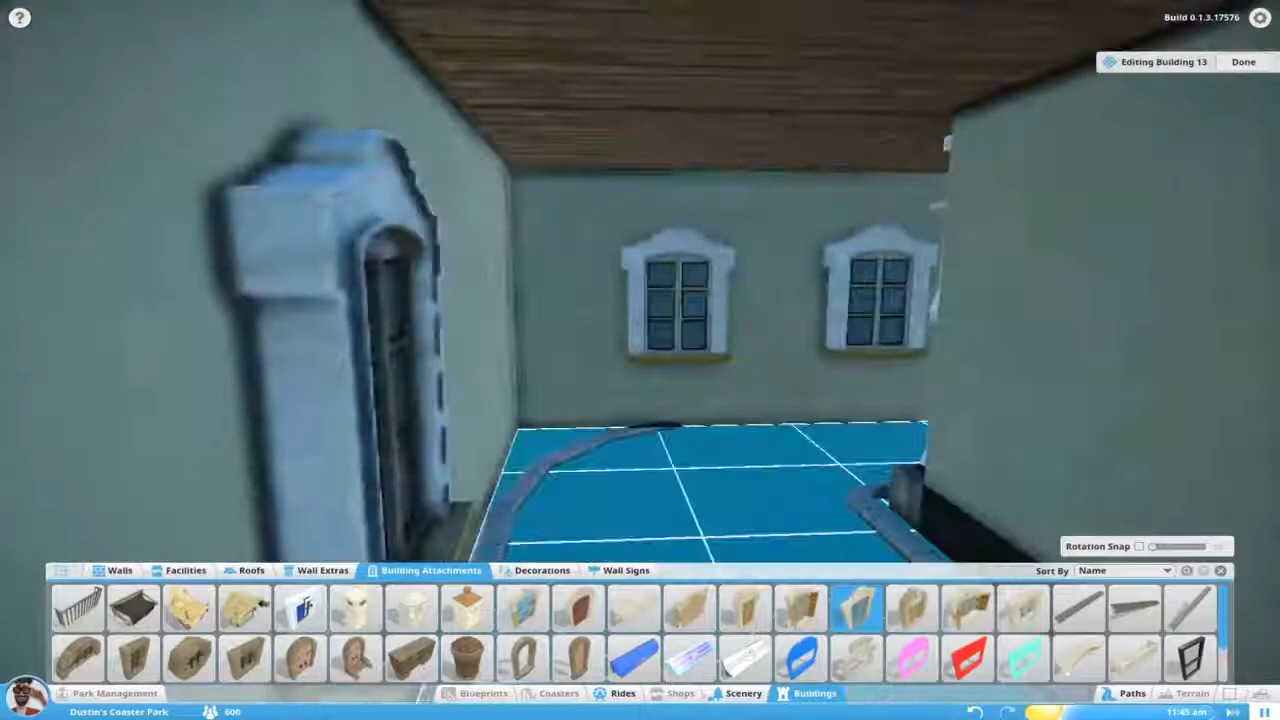 ?
Build 0.1.3.17576
Editing Building 13
Done
Rotation Snap
Walls
Facilities
Roofs
Wall Extras
Building Attachments
Decorations
Wall Signs
Sort By
Name
Park Management
Blueprints
Coasters
Rides
Shops
Scenery
Buildings
Paths
Terrain
Dustin's Coaster Park
600
11:45 am